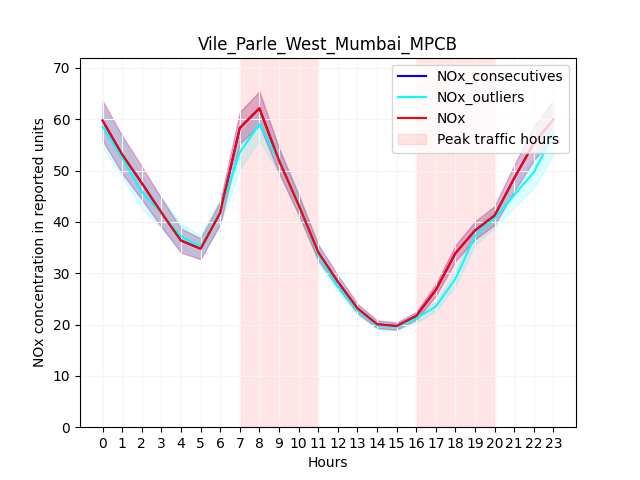 Vile_Parle_West_Mumbai_MPCB
NOx_consecutives
NOx_outliers
NOx
Peak traffic hours
NOx concentration in reported units
70
60
50
40
30
20
10
0
0 1 2 3 4 5 6 7 8 9 10 11 12 13 14 15 16 17 18 19 20 21 22 23
Hours